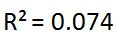 R² = 0.074